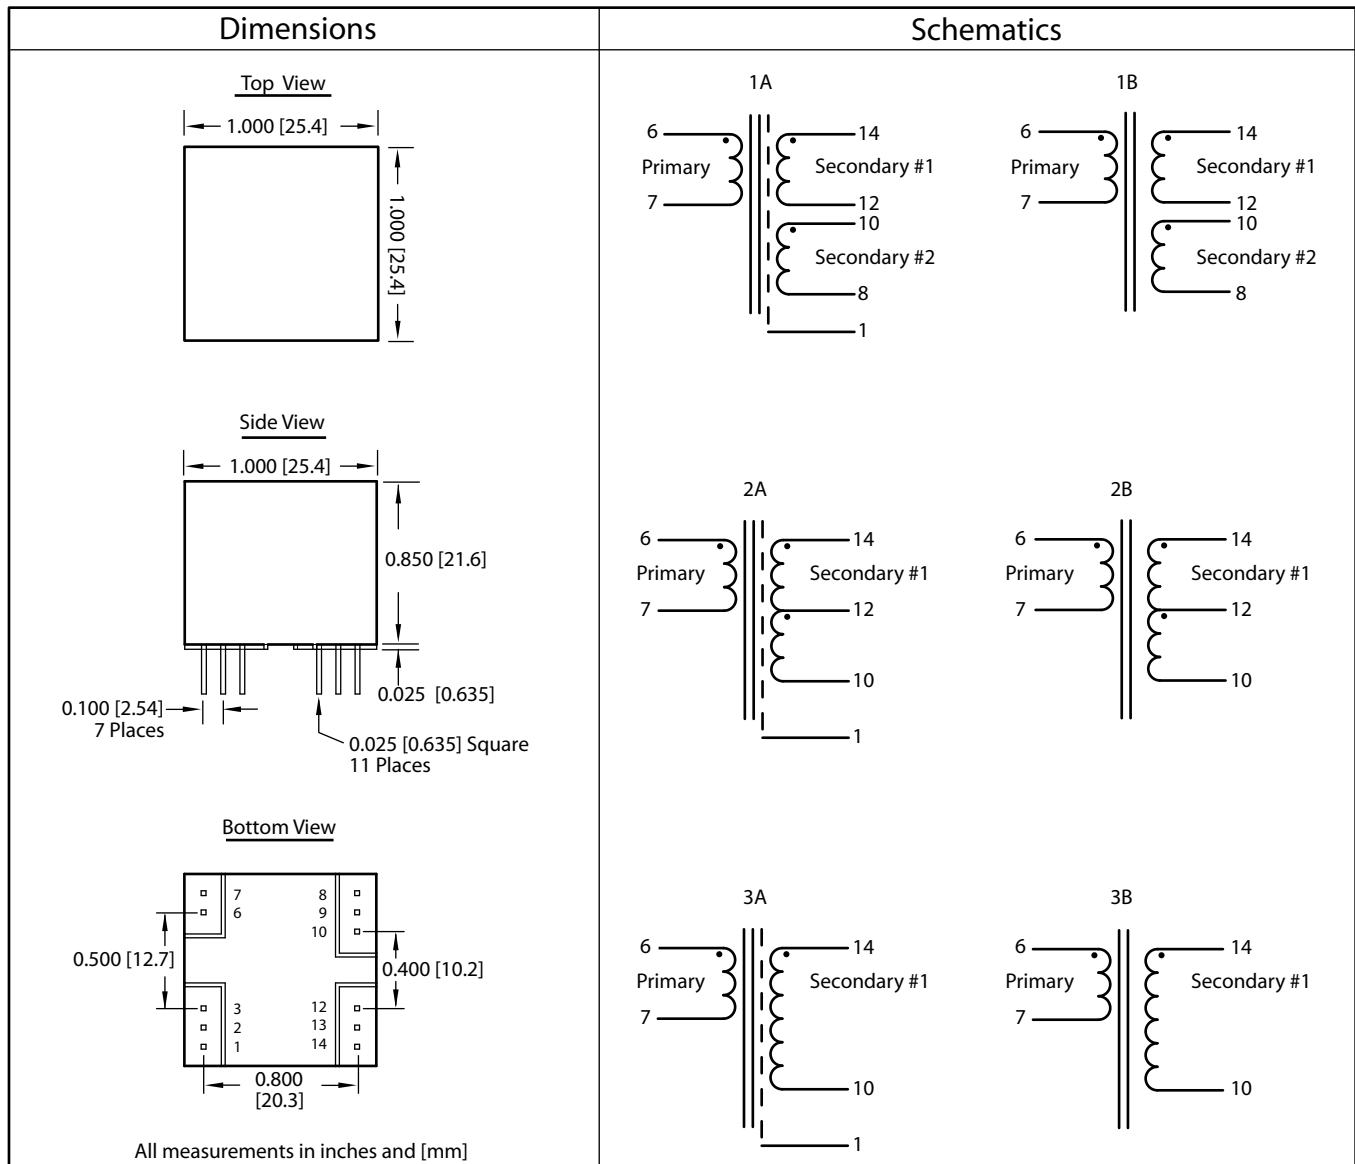 Dimensions
Schematics
Top View
1.000 [25.4]
1.000 [25.4]
Side View
1.000 [25.4]
0.850 [21.6]
0.025 [0.635]
0.100 [2.54]
7 Places
0.025 [0.635] Square
11 Places
Bottom View
7
6
8
9
10
0.500 [12.7]
0.400 [10.2]
3
2
1
12
13
14
0.800
[20.3]
All measurements in inches and [mm]
1A
6
Primary
7
14
Secondary #1
12
10
Secondary #2
8
1
1B
6
Primary
7
14
Secondary #1
12
10
Secondary #2
8
2A
6
Primary
7
14
Secondary #1
12
10
1
2B
6
Primary
7
14
Secondary #1
12
10
3A
6
Primary
7
14
Secondary #1
10
1
3B
6
Primary
7
14
Secondary #1
10